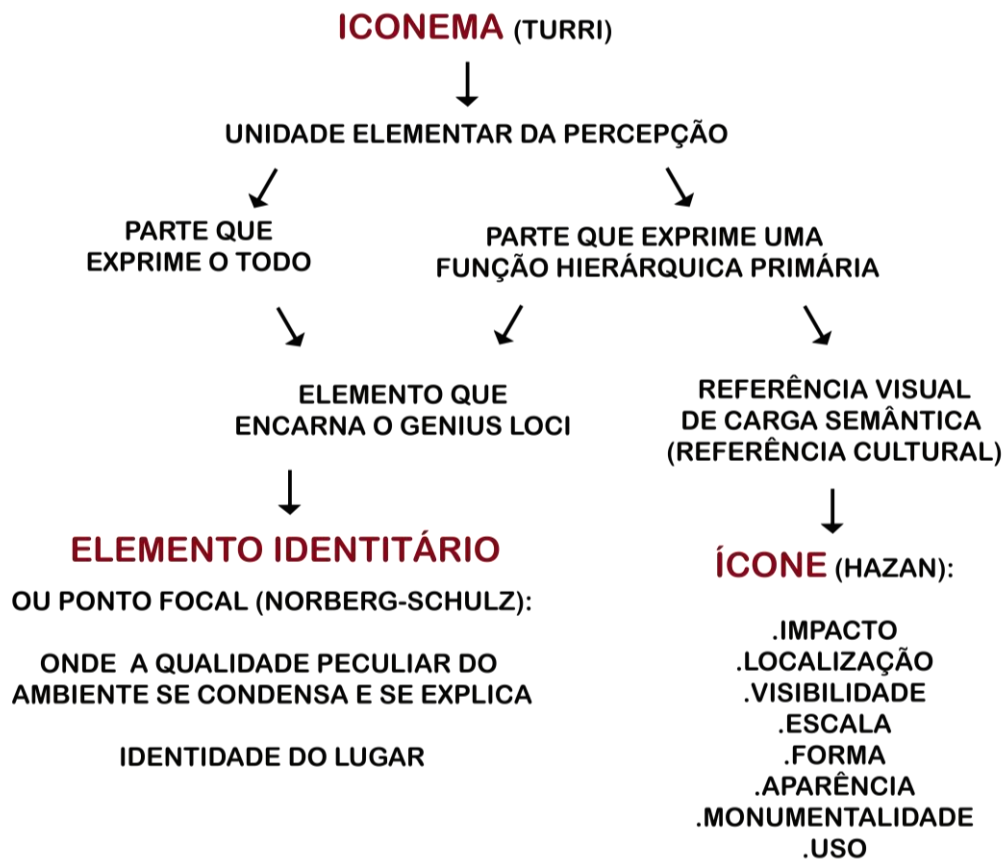 ICONEMA (TURRI)
UNIDADE ELEMENTAR DA PERCEPÇÃO
PARTE QUE
EXPRIME O TODO
PARTE QUE EXPRIME UMA
FUNÇÃO HIERÁRQUICA PRIMÁRIA
ELEMENTO QUE
ENCARNA O GENIUS LOCI
REFERÊNCIA VISUAL
DE CARGA SEMÂNTICA
(REFERÊNCIA CULTURAL)
ELEMENTO IDENTITÁRIO
OU PONTO FOCAL (NORBERG-SCHULZ):
ONDE A QUALIDADE PECULIAR DO
AMBIENTE SE CONDENSA E SE EXPLICA
IDENTIDADE DO LUGAR
ÍCONE (HAZAN):
.IMPACTO
.LOCALIZAÇÃO
.VISIBILIDADE
.ESCALA
.FORMA
.APARÊNCIA
.MONUMENTALIDADE
.USO